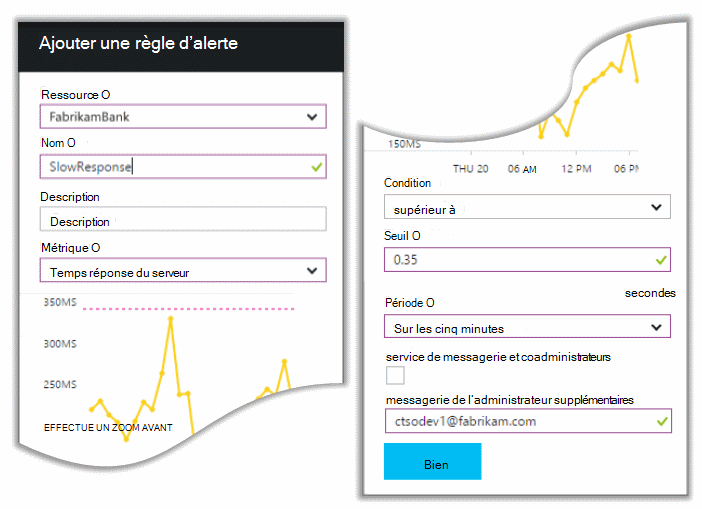 Ajouter une règle d'alerte
Ressource O
FabrikamBank
Nom O
SlowResponse
Description
Description
Métrique O
Temps réponse du serveur
350MS
300MS
250MS
EFFECTUE UN ZOOM AVANT
150MS
THU 20 06 AM 12 PM 06 PM
Condition
supérieur à
Seuil O
0.35
secondes
Période O
Sur les cinq minutes
service de messagerie et coadministrateurs
messagerie de l'administrateur supplémentaires
ctsodev1@fabrikam.com
Bien